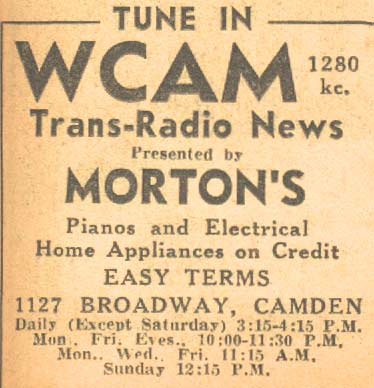 TUNE IN
WCAM 1280 kc.
Trans-Radio News
Presented by
MORTON'S
Pianos and Electrical
Home Appliances on Credit
EASY TERMS
1127 BROADWAY, CAMDEN
Daily (Except Saturday) 3:15-4:15 P.M.
Mon., Fri. Eves., 10:00-11:30 P.M.
Mon., Wed., Fri. 11:15 A.M.
Sunday 12:15 P.M.